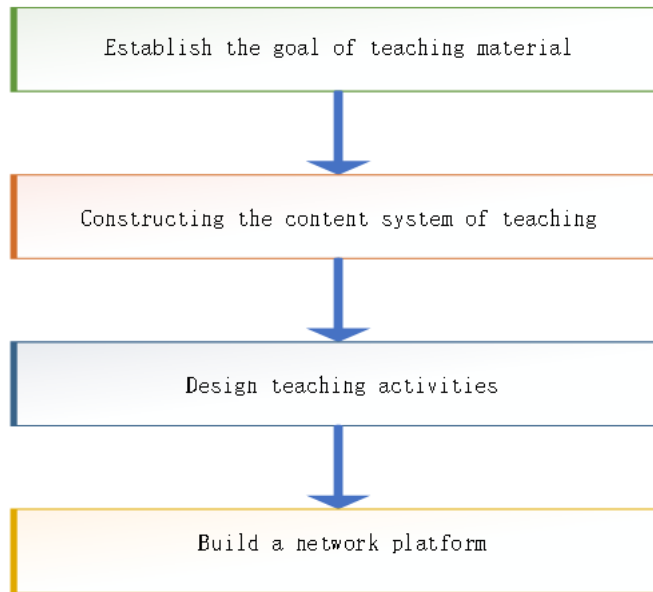 Establish the goal of teaching material
Constructing the content system of teaching
Design teaching activities
Build a network platform